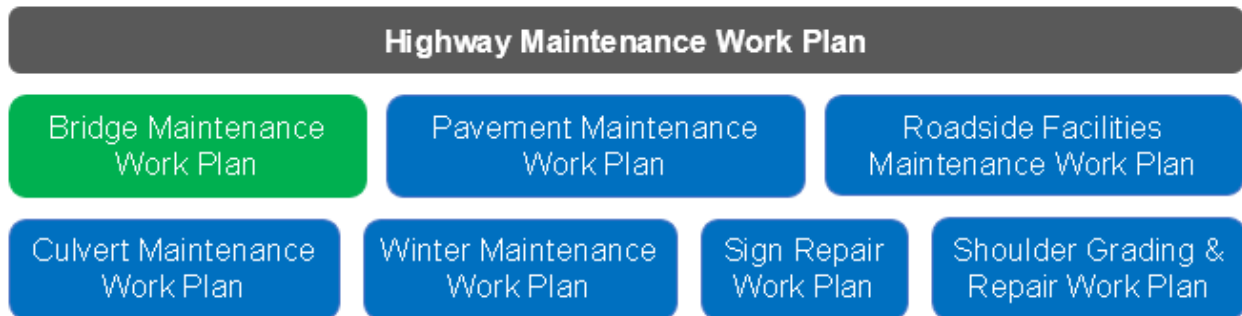 Highway Maintenance Work Plan
Bridge Maintenance
Work Plan
Pavement Maintenance
Work Plan
Roadside Facilities
Maintenance Work Plan
Culvert Maintenance
Work Plan
Winter Maintenance
Work Plan
Sign Repair
Work Plan
Shoulder Grading &
Repair Work Plan